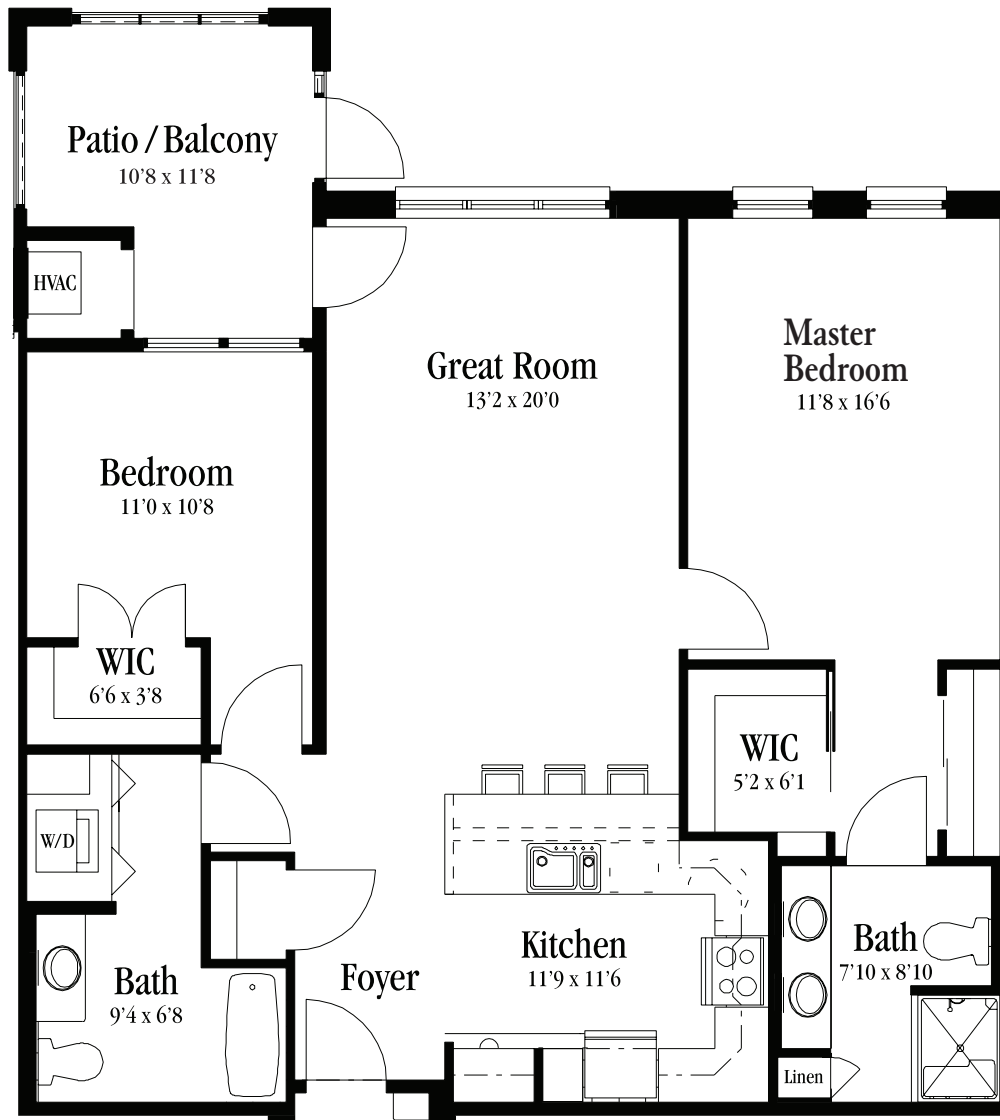 Patio / Balcony
10’8 x 11’8
HVAC
Great Room
13’2 x 20’0
Master
Bedroom
11’8 x 16’6
Bedroom
11’0 x 10’8
WIC
6’6 x 3’8
WIC
5’2 x 6’1
W/D
Kitchen
11’9 x 11’6
Bath
7’10 x 8’10
Foyer
Bath
9’4 x 6’8
Linen